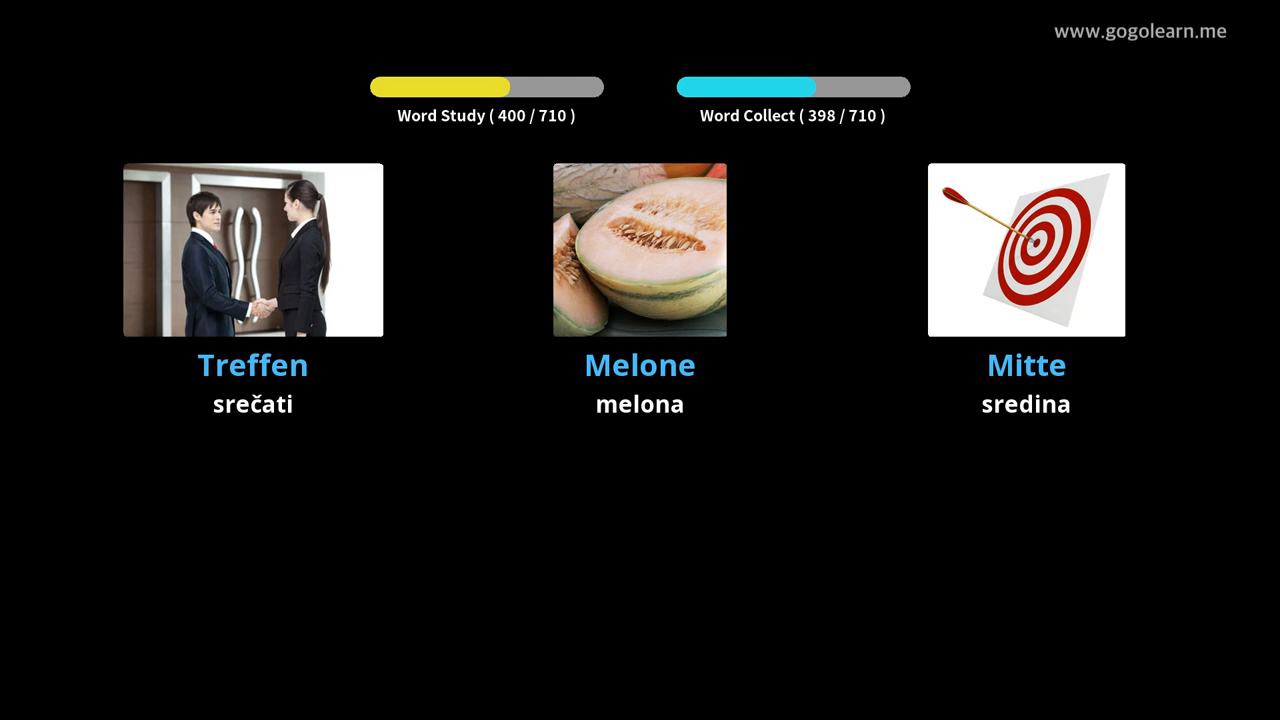 www.gogolearn.me
Word Study ( 400 / 710 )
Word Collect ( 398 / 710 )
Treffen
srečati
Melone
melona
Mitte
sredina